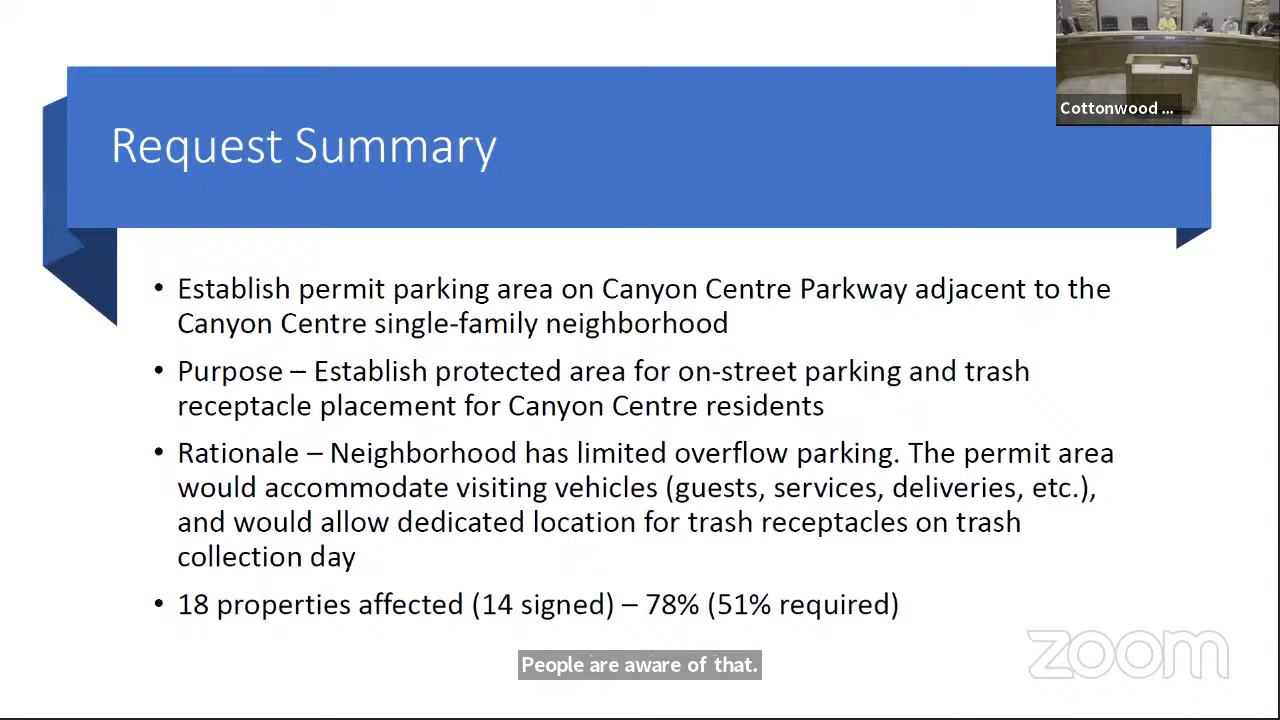 Cottonwood ...
Request Summary
• Establish permit parking area on Canyon Centre Parkway adjacent to the
Canyon Centre single-family neighborhood
• Purpose – Establish protected area for on-street parking and trash
receptacle placement for Canyon Centre residents
• Rationale – Neighborhood has limited overflow parking. The permit area
would accommodate visiting vehicles (guests, services, deliveries, etc.),
and would allow dedicated location for trash receptacles on trash
collection day
• 18 properties affected (14 signed) – 78% (51% required)
People are aware of that.
zoom